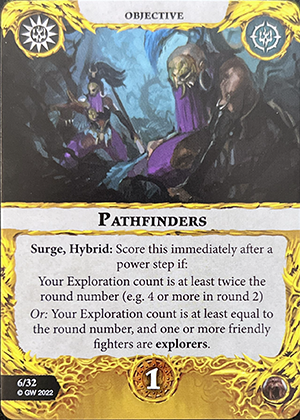 OBJECTIVE
PATHFINDERS
Surge, Hybrid: Score this immediately after a
power step if:
Your Exploration count is at least twice the
round number (e.g. 4 or more in round 2)
Or: Your Exploration count is at least equal to
the round number, and one or more friendly
fighters are explorers.
6/32
© GW 2022
1